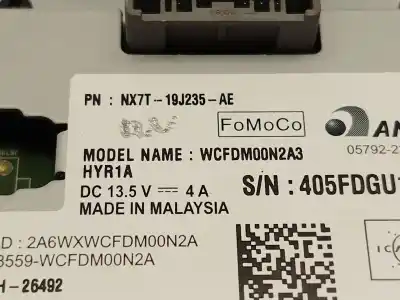 PN : NX7T-19J235-AE
FoMoCo
MODEL NAME : WCFDM00N2A3
HYR1A
DC 13.5 V ⎓ 4 A
MADE IN MALAYSIA
S/N : 405FDGU
05792-2
D : 2A6WXWCFDM00N2A
3559-WCFDM00N2A
H-26492